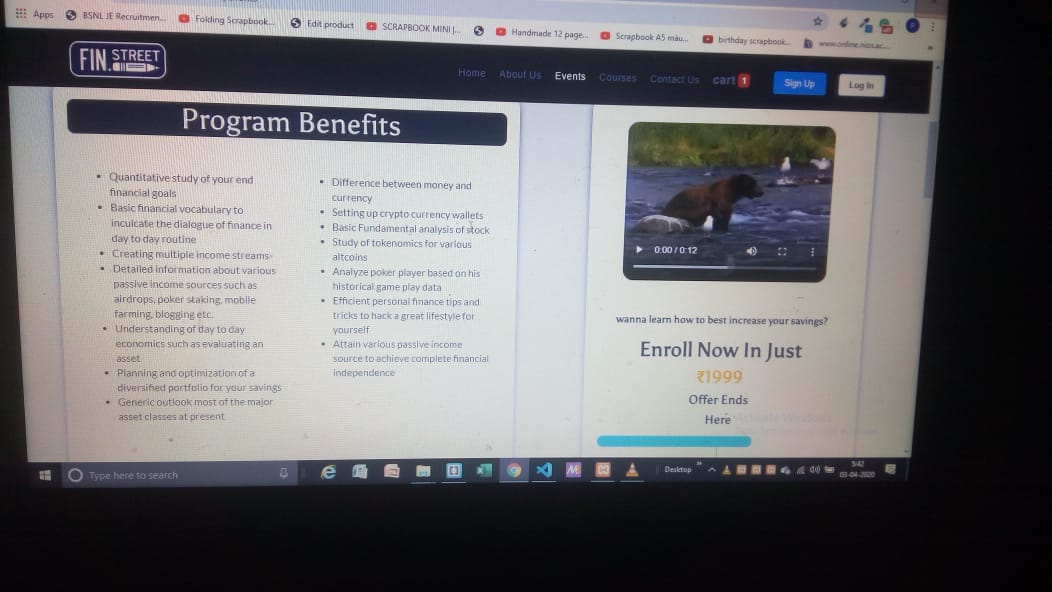 Apps
BSNL JE Recruitmen...
Folding Scrapbook...
Edit product
SCRAPBOOK MINI |...
Handmade 12 page...
Scrapbook A5 máu...
birthday scrapbook...
www.online.nios.ac...
FIN.STREET
Home About Us Events Courses Contact Us cart 1 Sign Up Log In
Program Benefits
Quantitative study of your end
financial goals
Basic financial vocabulary to
inculcate the dialogue of finance in
day to day routine
Creating multiple income streams
Detailed information about various
passive income sources such as
airdrops, poker staking, mobile
farming, blogging etc.
Understanding of day to day
economics such as evaluating an
asset
Planning and optimization of a
diversified portfolio for your savings
Generic outlook most of the major
asset classes at present
Difference between money and
currency
Setting up crypto currency wallets
Basic Fundamental analysis of stock
Study of tokenomics for various
altcoins
Analyze poker player based on his
historical game play data
Efficient personal finance tips and
tricks to hack a great lifestyle for
yourself
Attain various passive income
source to achieve complete financial
independence
0:00 / 0:12
wanna learn how to best increase your savings?
Enroll Now In Just
₹1999
Offer Ends
Here
Activate Windows
Type here to search
Desktop
5:42
03-04-2020